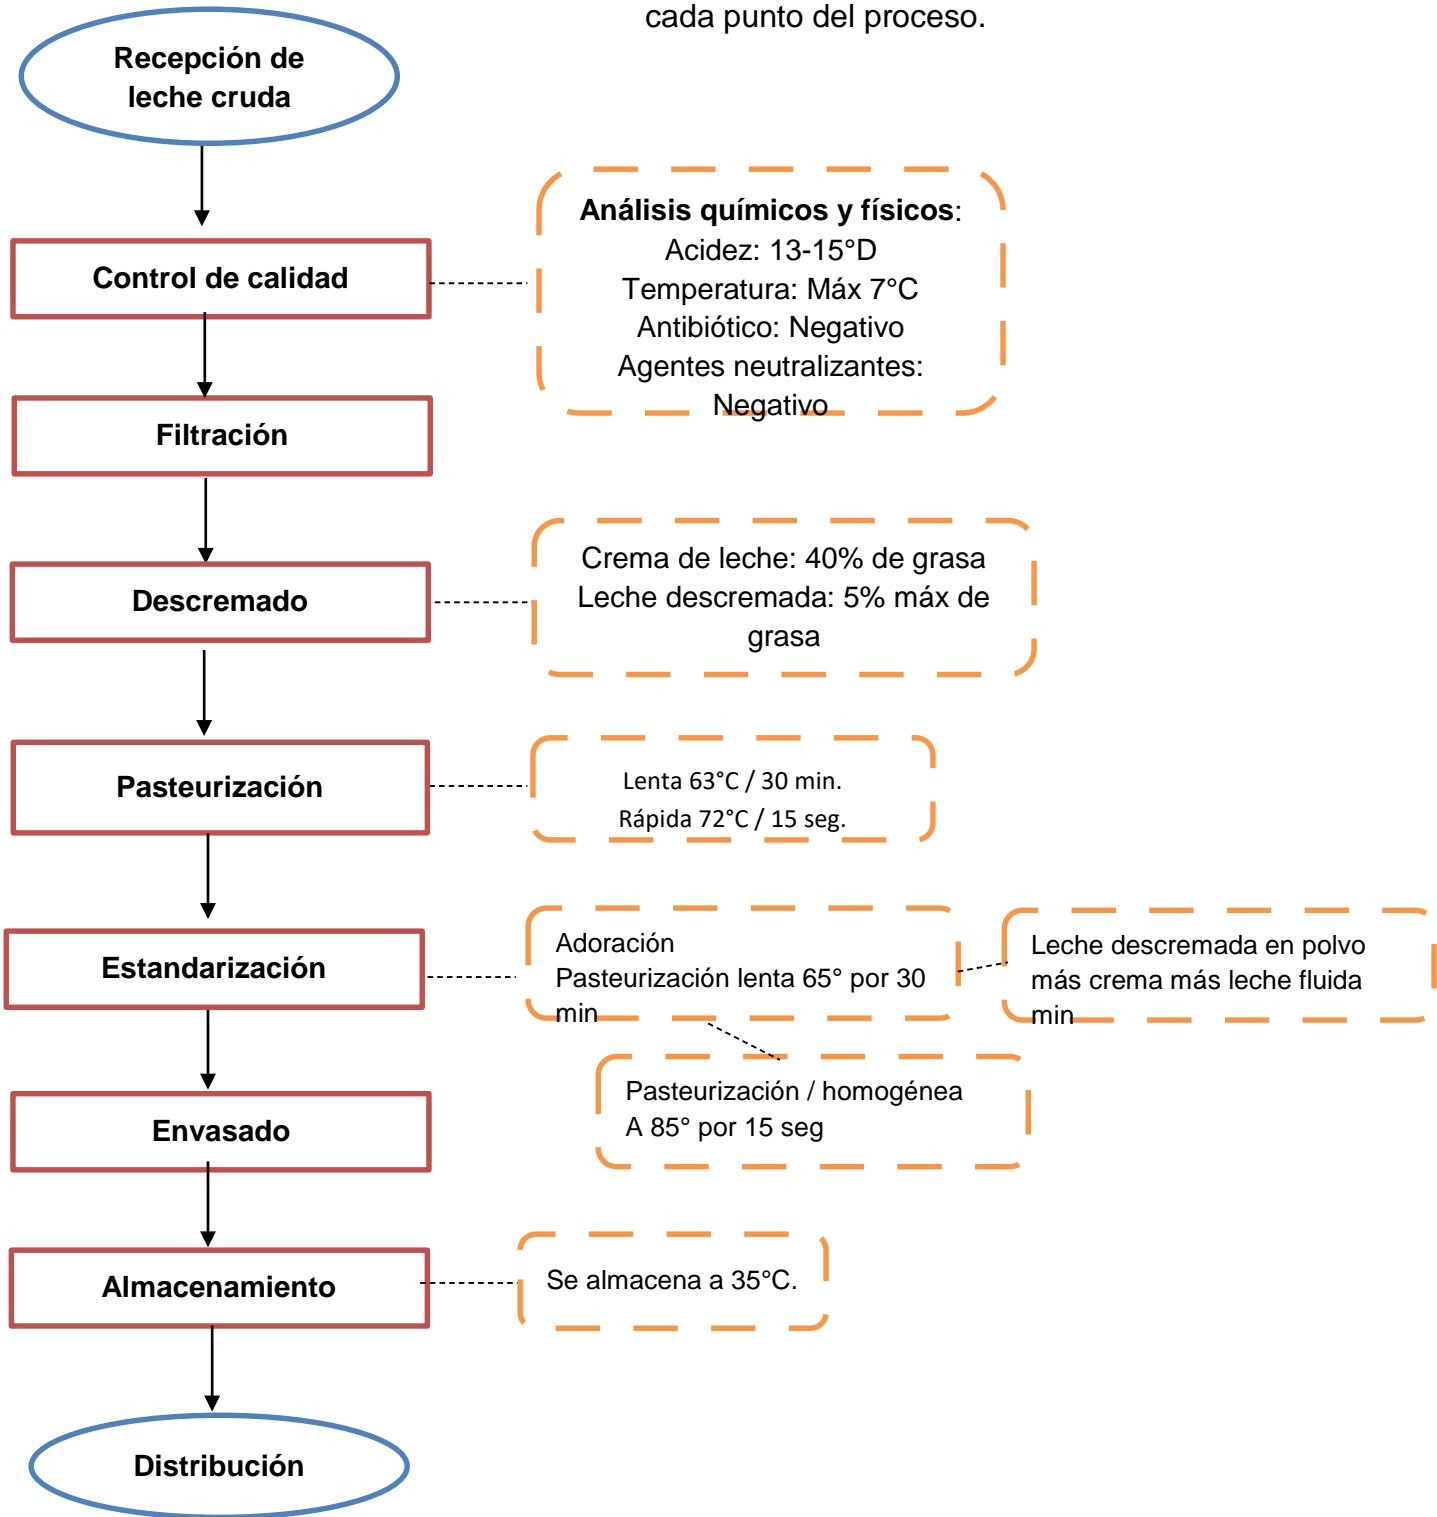 cada punto del proceso.
Recepción de
leche cruda
Análisis químicos y físicos:
Acidez: 13-15°D
Temperatura: Máx 7°C
Antibiótico: Negativo
Agentes neutralizantes:
Negativo
Control de calidad
Filtración
Crema de leche: 40% de grasa
Leche descremada: 5% máx de
grasa
Descremado
Lenta 63°C / 30 min.
Rápida 72°C / 15 seg.
Pasteurización
Adoración
Pasteurización lenta 65° por 30
min
Leche descremada en polvo
más crema más leche fluida
min
Estandarización
Pasteurización / homogénea
A 85° por 15 seg
Envasado
Almacenamiento
Se almacena a 35°C.
Distribución